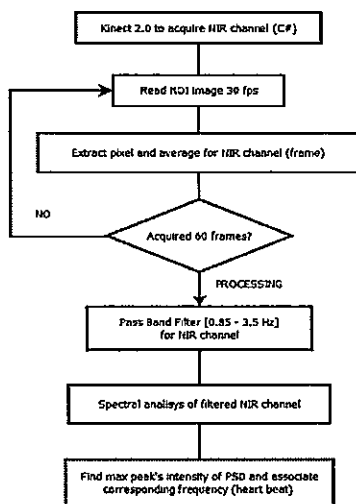 Kinect 2.0 to acquire NIR channel (C#)
Read ROI image 30 fps
Extract pixel and average for NIR channel (frame)
NO
Acquired 60 frames?
PROCESSING
Pass Band Filter [0.85 - 3.5 Hz]
for NIR channel
Spectral analisys of filtered NIR channel
Find max peak's intensity of PSD and associate
corresponding frequency (heart beat)